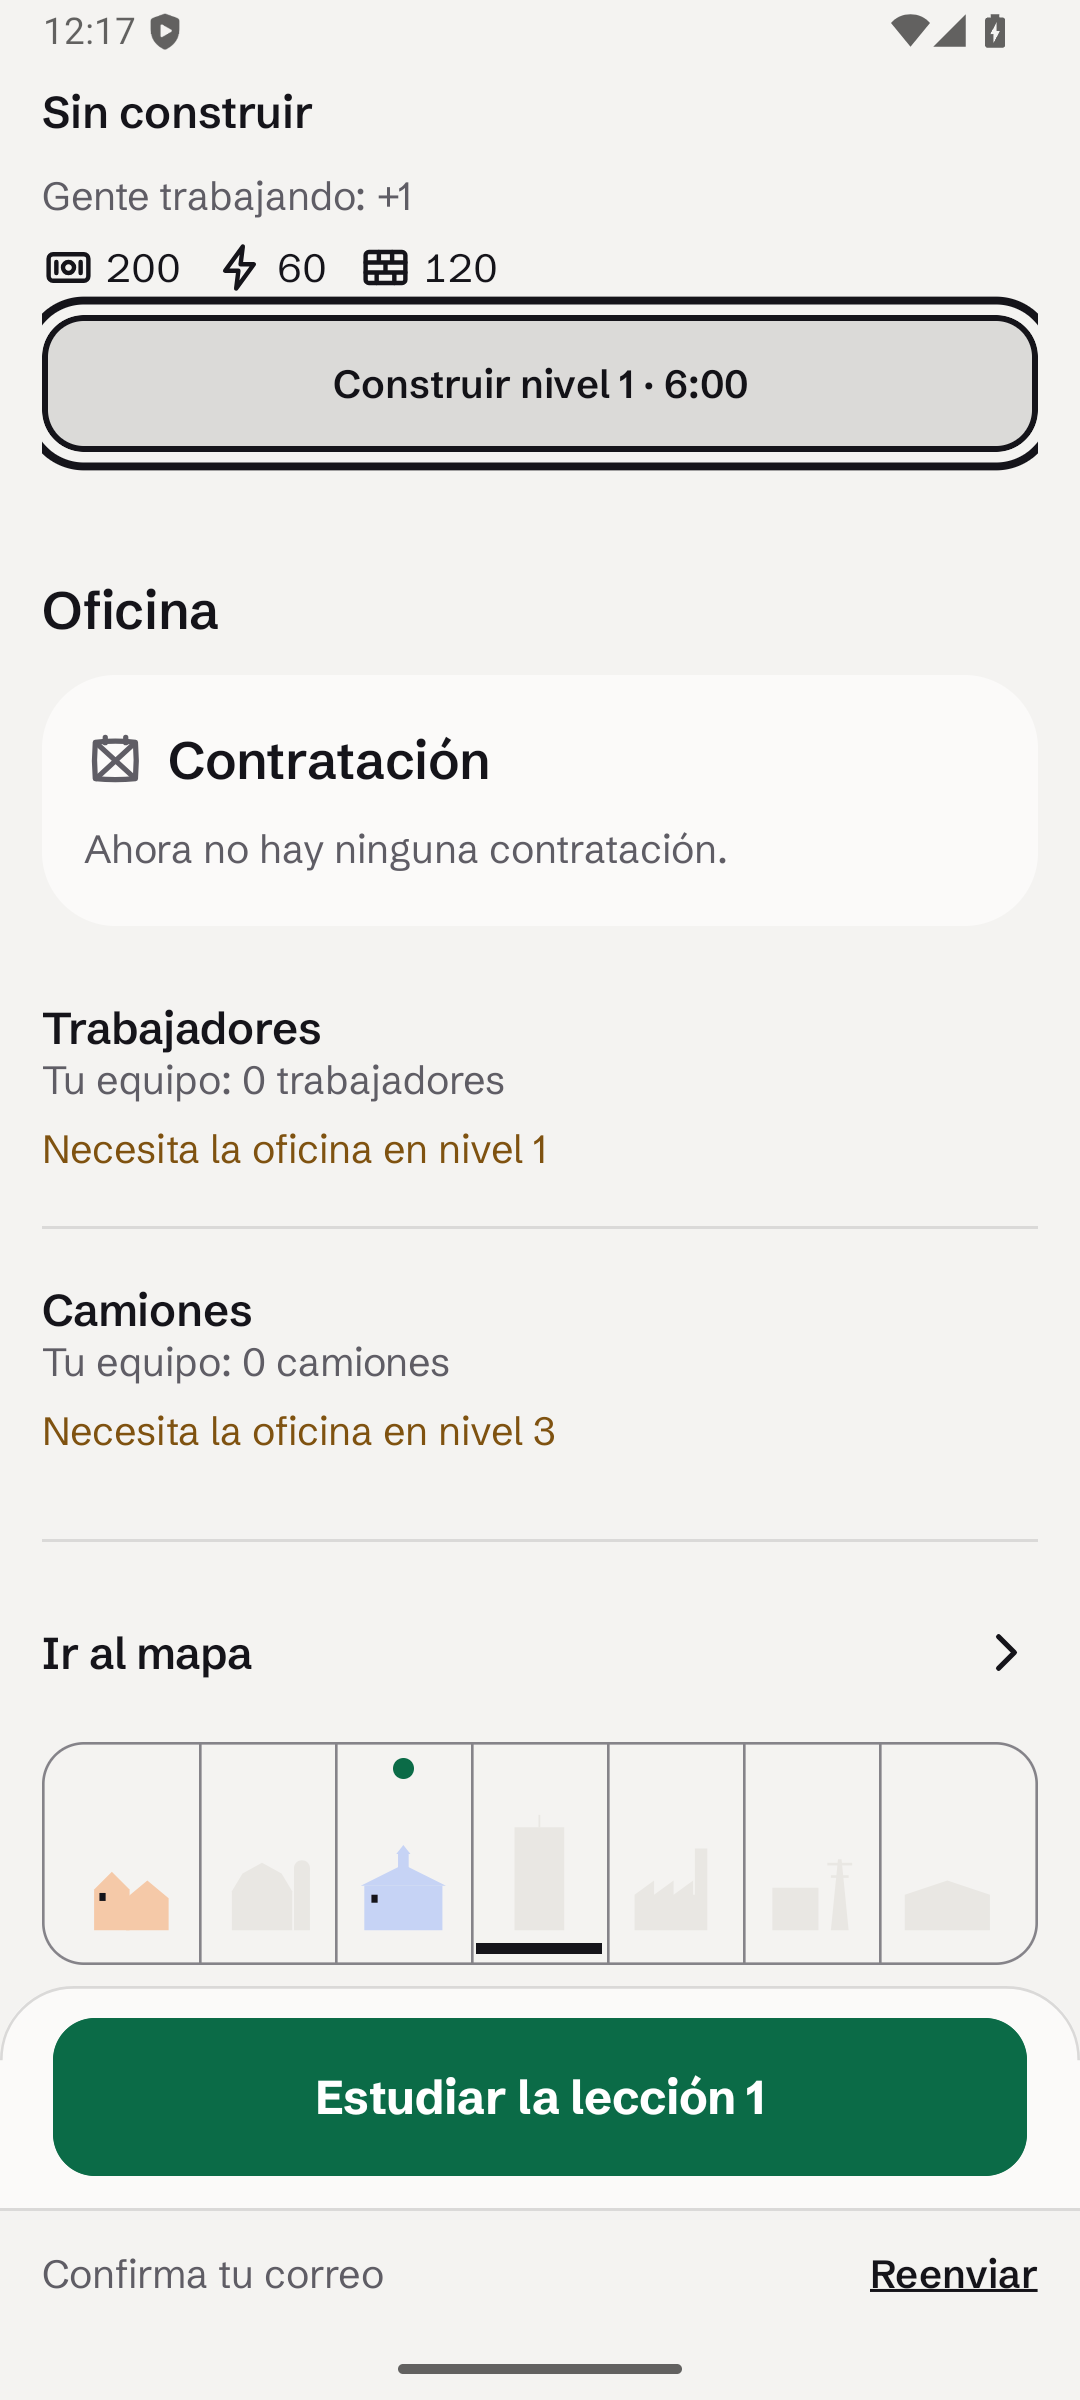 12:17
Sin construir
Gente trabajando: +1
200 60 120
Construir nivel 1 · 6:00
Oficina
Contratación
Ahora no hay ninguna contratación.
Trabajadores
Tu equipo: 0 trabajadores
Necesita la oficina en nivel 1
Camiones
Tu equipo: 0 camiones
Necesita la oficina en nivel 3
Ir al mapa
Estudiar la lección 1
Confirma tu correo Reenviar